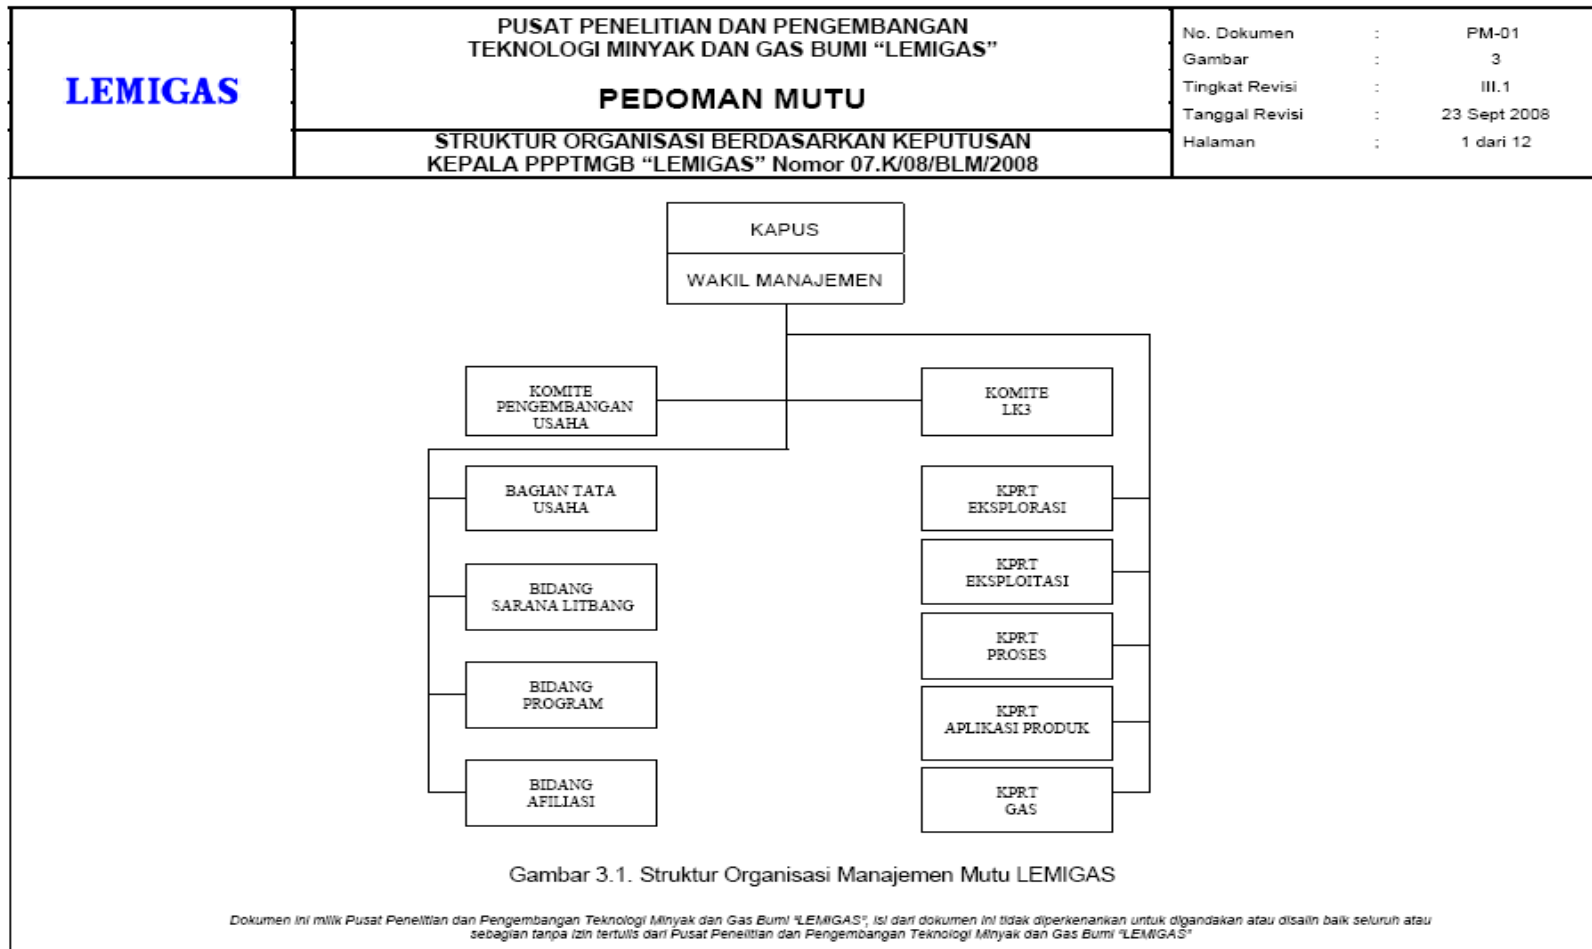 LEMIGAS
PUSAT PENELITIAN DAN PENGEMBANGAN
TEKNOLOGI MINYAK DAN GAS BUMI “LEMIGAS”
PEDOMAN MUTU
STRUKTUR ORGANISASI BERDASARKAN KEPUTUSAN
KEPALA PPPTMGB “LEMIGAS” Nomor 07.K/08/BLM/2008
No. Dokumen : PM-01
Gambar : 3
Tingkat Revisi : III.1
Tanggal Revisi : 23 Sept 2008
Halaman : 1 dari 12
KAPUS
WAKIL MANAJEMEN
KOMITE
PENGEMBANGAN
USAHA
KOMITE
LK3
BAGIAN TATA
USAHA
BIDANG
SARANA LITBANG
BIDANG
PROGRAM
BIDANG
AFILIASI
KPRT
EKSPLORASI
KPRT
EKSPLOITASI
KPRT
PROSES
KPRT
APLIKASI PRODUK
KPRT
GAS
Gambar 3.1. Struktur Organisasi Manajemen Mutu LEMIGAS
Dokumen ini milik Pusat Penelitian dan Pengembangan Teknologi Minyak dan Gas Bumi “LEMIGAS”, isi dari dokumen ini tidak diperkenankan untuk digandakan atau disalin baik seluruh atau
sebagian tanpa izin tertulis dari Pusat Penelitian dan Pengembangan Teknologi Minyak dan Gas Bumi “LEMIGAS”